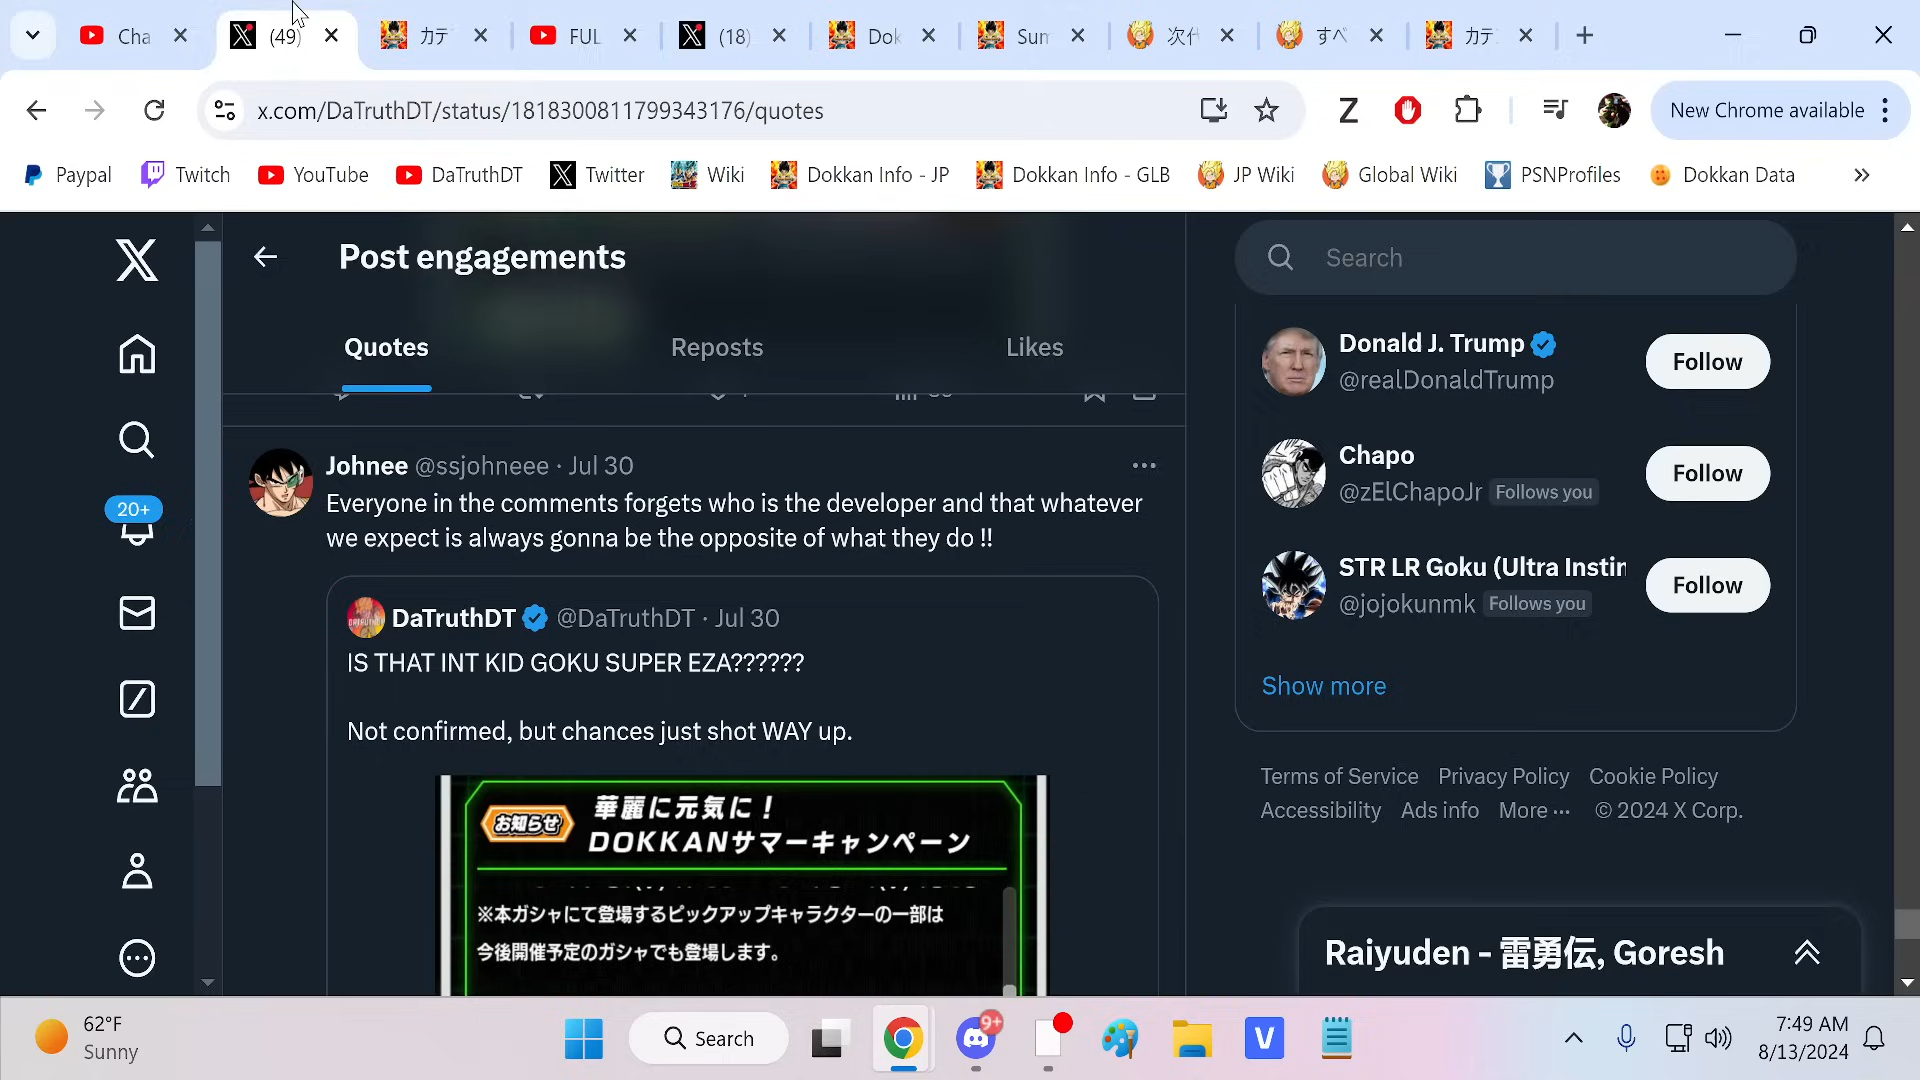 Cha
(49)
カテ
FUL
(18)
Dok
Sum
次代
すべ
カテ
x.com/DaTruthDT/status/1818300811799343176/quotes
Z
New Chrome available
Paypal
Twitch
YouTube
DaTruthDT
Twitter
Wiki
Dokkan Info - JP
Dokkan Info - GLB
JP Wiki
Global Wiki
PSNProfiles
Dokkan Data
Post engagements
Search
Quotes
Reposts
Likes
20+
Johnee @ssjohneee · Jul 30
Everyone in the comments forgets who is the developer and that whatever
we expect is always gonna be the opposite of what they do !!
DaTruthDT @DaTruthDT · Jul 30
IS THAT INT KID GOKU SUPER EZA??????
Not confirmed, but chances just shot WAY up.
お知らせ
華麗に元気に！
DOKKANサマーキャンペーン
※本ガシャにて登場するピックアップキャラクターの一部は
今後開催予定のガシャでも登場します。
Donald J. Trump
@realDonaldTrump
Follow
Chapo
@zElChapoJr Follows you
Follow
STR LR Goku (Ultra Instin
@jojokunmk Follows you
Follow
Show more
Terms of Service Privacy Policy Cookie Policy
Accessibility Ads info More ··· © 2024 X Corp.
Raiyuden - 雷勇伝, Goresh
62°F
Sunny
Search
9+
V
7:49 AM
8/13/2024